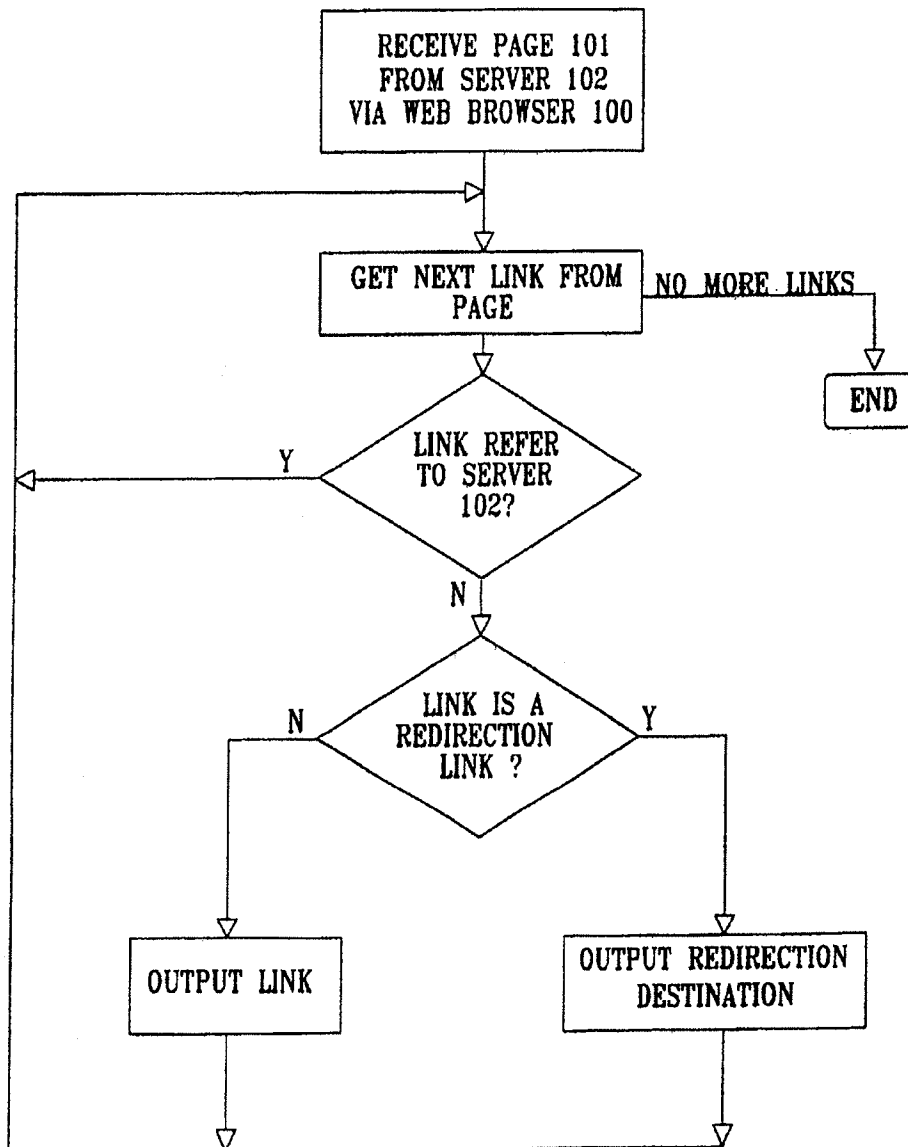 RECEIVE PAGE 101
FROM SERVER 102
VIA WEB BROWSER 100
GET NEXT LINK FROM
PAGE
NO MORE LINKS
END
LINK REFER
TO SERVER
102?
Y
N
LINK IS A
REDIRECTION
LINK ?
N
Y
OUTPUT LINK
OUTPUT REDIRECTION
DESTINATION